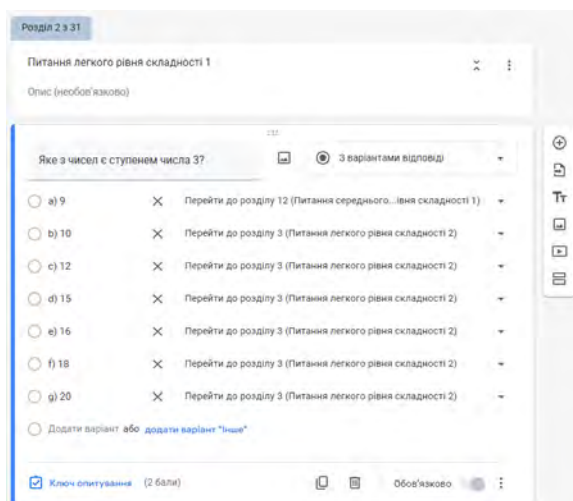 Розділ 2 з 31
Питання легкого рівня складності 1
Опис (необов'язково)
Яке з чисел є ступенем числа 3?
З варіантами відповіді
a) 9 Перейти до розділу 12 (Питання середнього...івня складності 1)
b) 10 Перейти до розділу 3 (Питання легкого рівня складності 2)
c) 12 Перейти до розділу 3 (Питання легкого рівня складності 2)
d) 15 Перейти до розділу 3 (Питання легкого рівня складності 2)
e) 16 Перейти до розділу 3 (Питання легкого рівня складності 2)
f) 18 Перейти до розділу 3 (Питання легкого рівня складності 2)
g) 20 Перейти до розділу 3 (Питання легкого рівня складності 2)
Додати варіант або додати варіант "Інше"
Ключ опитування (2 бали) Обов'язково